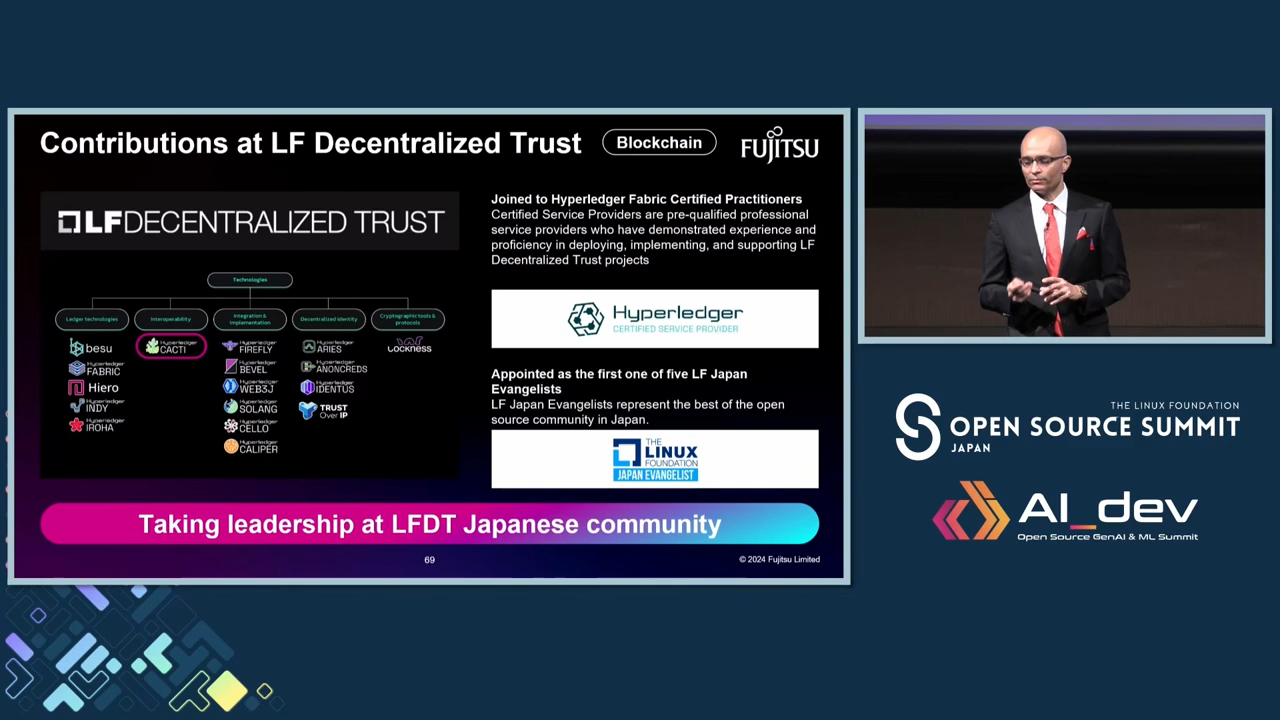 Contributions at LF Decentralized Trust
Blockchain
FUJITSU
LFDECENTRALIZED TRUST
Technologies
Ledger technologies
Interoperability
Integration &
implementation
Decentralized identity
Cryptographic tools &
protocols
besu
Hyperledger
FABRIC
Hiero
Hyperledger
INDY
Hyperledger
IROHA
Hyperledger
CACTI
Hyperledger
FIREFLY
Hyperledger
BEVEL
Hyperledger
WEB3J
Hyperledger
SOLANG
Hyperledger
CELLO
Hyperledger
CALIPER
Hyperledger
ARIES
Hyperledger
ANONCREDS
Hyperledger
IDENTUS
TRUST
Over IP
LOCKNESS
Joined to Hyperledger Fabric Certified Practitioners
Certified Service Providers are pre-qualified professional
service providers who have demonstrated experience and
proficiency in deploying, implementing, and supporting LF
Decentralized Trust projects
Hyperledger
CERTIFIED SERVICE PROVIDER
Appointed as the first one of five LF Japan
Evangelists
LF Japan Evangelists represent the best of the open
source community in Japan.
THE
LINUX
FOUNDATION
JAPAN EVANGELIST
Taking leadership at LFDT Japanese community
69
© 2024 Fujitsu Limited
THE LINUX FOUNDATION
OPEN SOURCE SUMMIT
JAPAN
AI_dev
Open Source GenAI & ML Summit